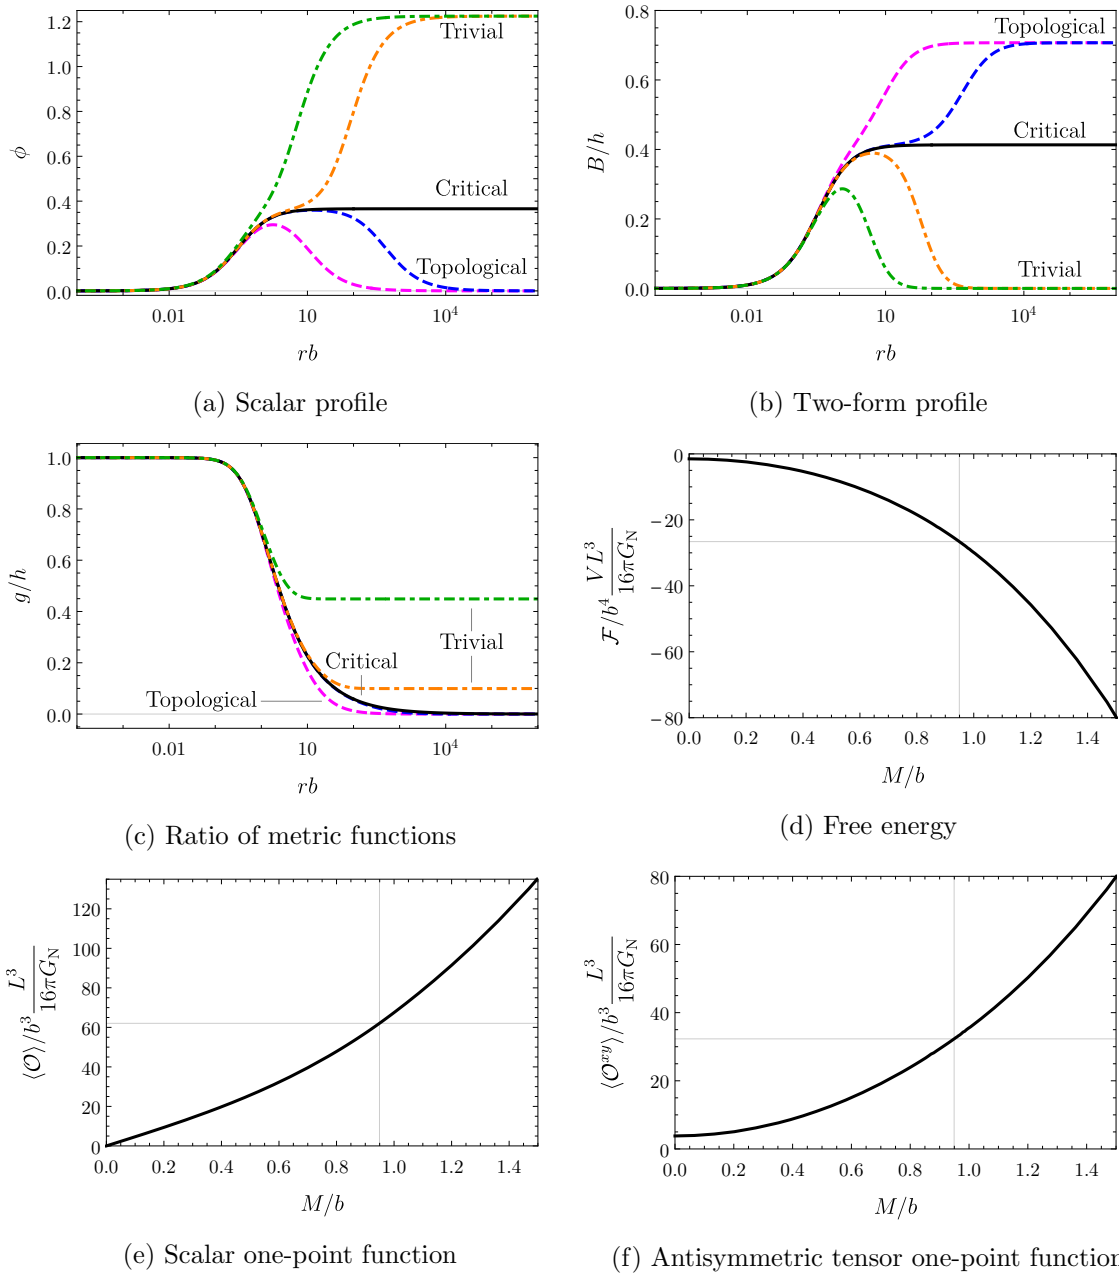 1.2
1.0
0.8
0.6
0.4
0.2
0.0
ϕ
Trivial
Critical
Topological
0.01
10
10⁴
rb
(a) Scalar profile
0.8
0.6
0.4
0.2
0.0
B/h
Topological
Critical
Trivial
0.01
10
10⁴
rb
(b) Two-form profile
1.0
0.8
0.6
0.4
0.2
0.0
g/h
Trivial
Critical
Topological
0.01
10
10⁴
rb
(c) Ratio of metric functions
0
−20
−40
−60
−80
ℱ/b⁴ VL³/16πG_N
0.0 0.2 0.4 0.6 0.8 1.0 1.2 1.4
M/b
(d) Free energy
120
100
80
60
40
20
0
⟨𝒪⟩/b³ L³/16πG_N
0.0 0.2 0.4 0.6 0.8 1.0 1.2 1.4
M/b
(e) Scalar one-point function
80
60
40
20
0
⟨𝒪ˣʸ⟩/b³ L³/16πG_N
0.0 0.2 0.4 0.6 0.8 1.0 1.2 1.4
M/b
(f) Antisymmetric tensor one-point function